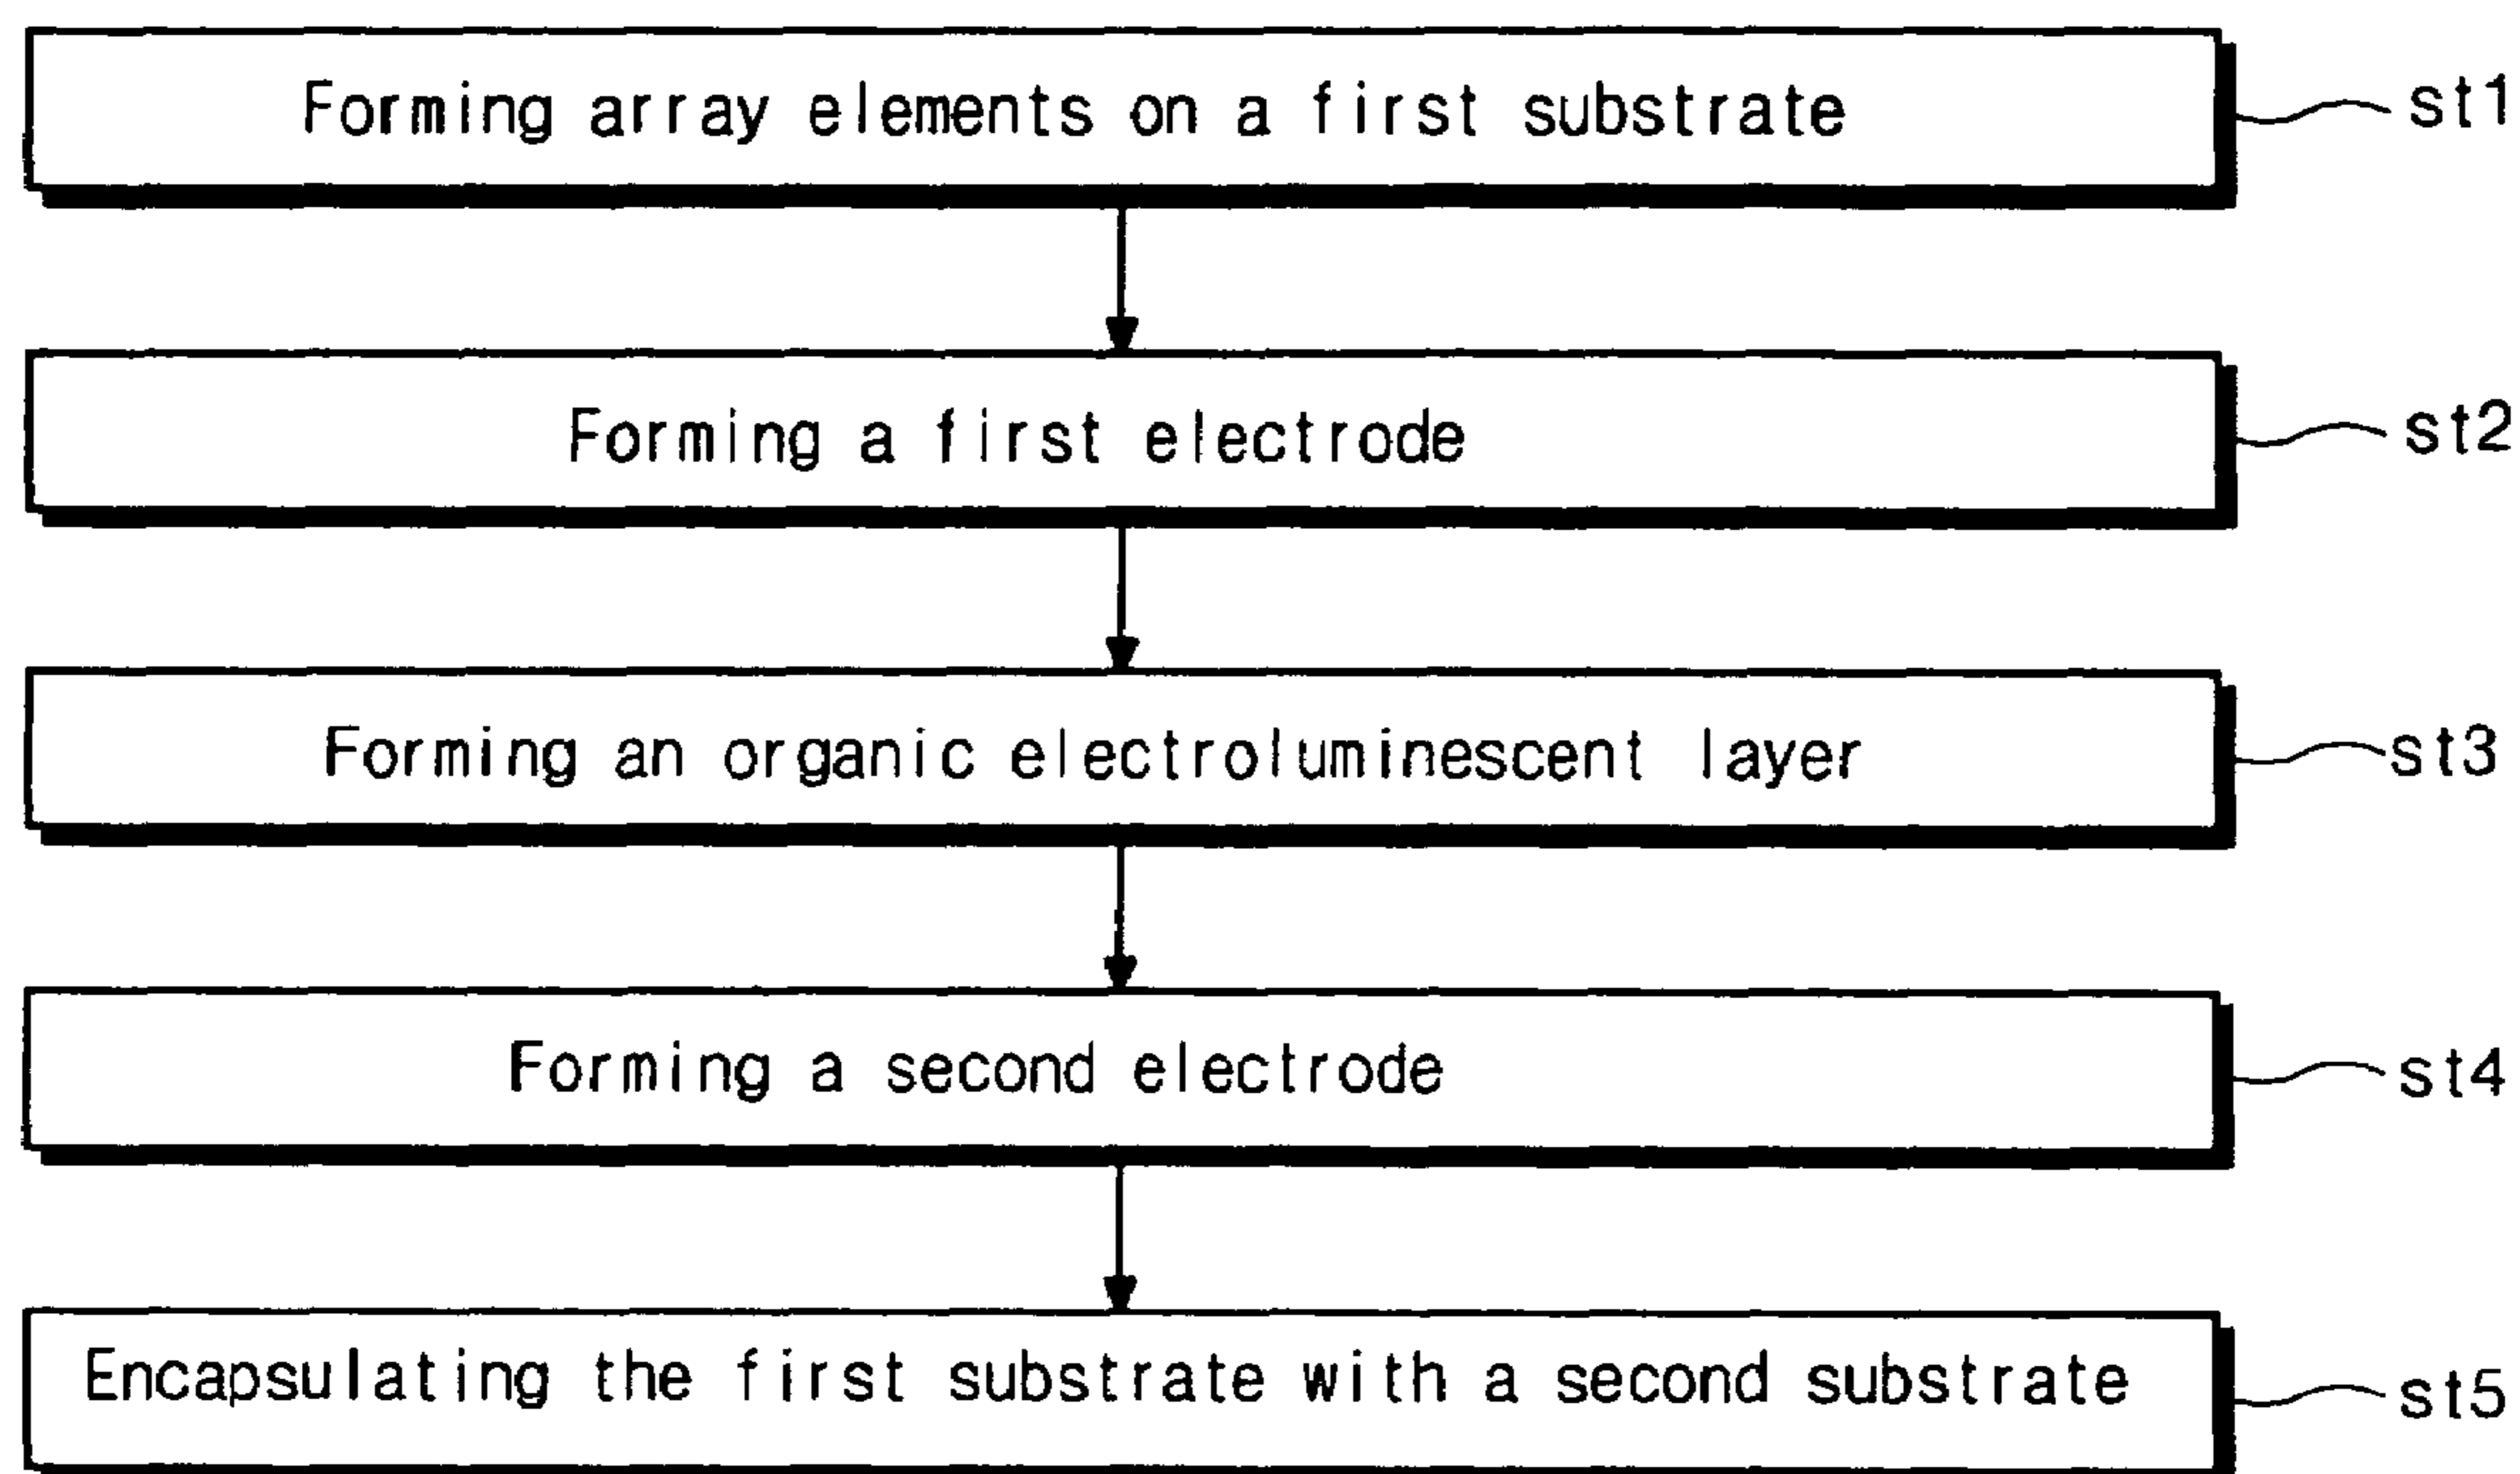 Forming array elements on a first substrate st1
Forming a first electrode st2
Forming an organic electroluminescent layer st3
Forming a second electrode st4
Encapsulating the first substrate with a second substrate st5